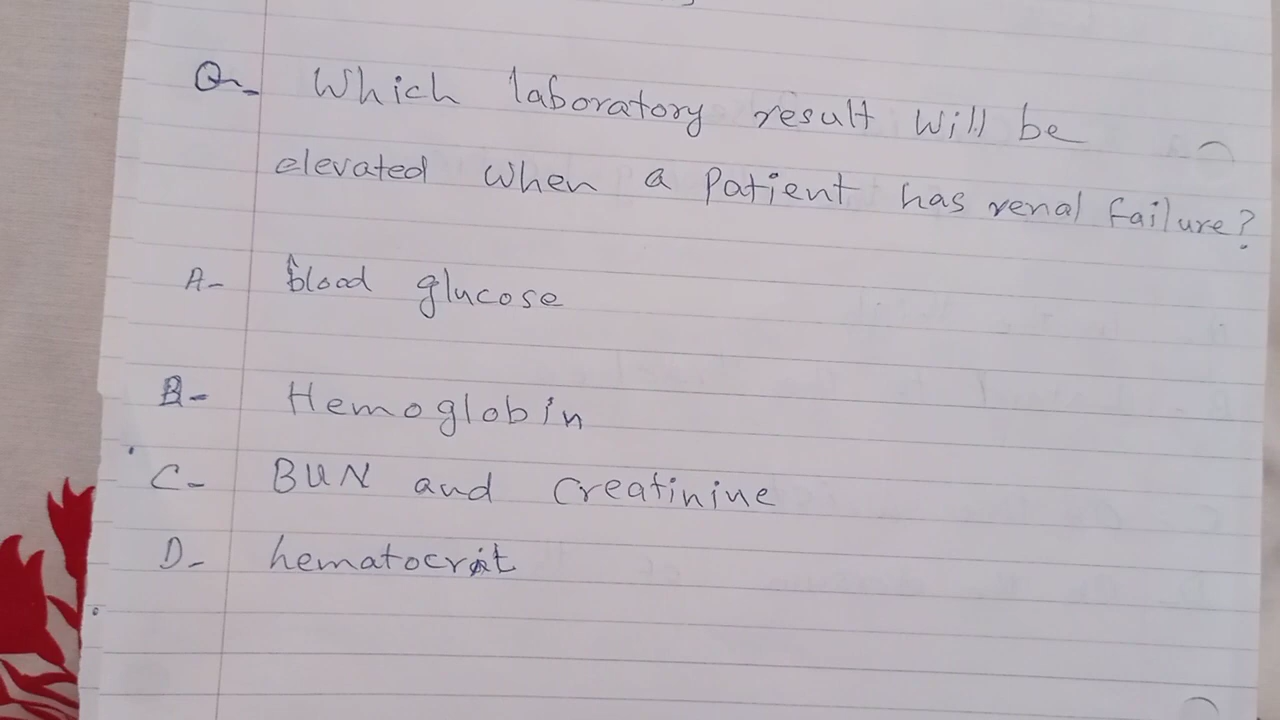 Q- Which laboratory result will be
elevated when a patient has renal failure?
A- blood glucose
B- Hemoglobin
C- BUN and Creatinine
D- hematocrit